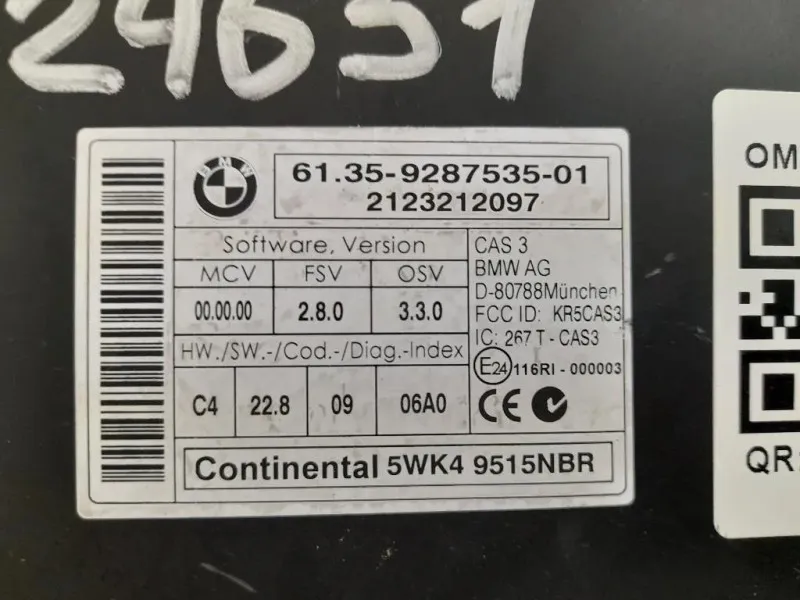 24651
BMW
61.35-9287535-01
2123212097
Software, Version
MCV FSV OSV
00.00.00 2.8.0 3.3.0
HW./SW.-/Cod-/Diag.-Index
C4 22.8 09 06A0
CAS 3
BMW AG
D-80788München
FCC ID: KR5CAS3
IC: 267 T - CAS3
E24 116RI - 000003
CE
Continental 5WK4 9515NBR
OM
QR